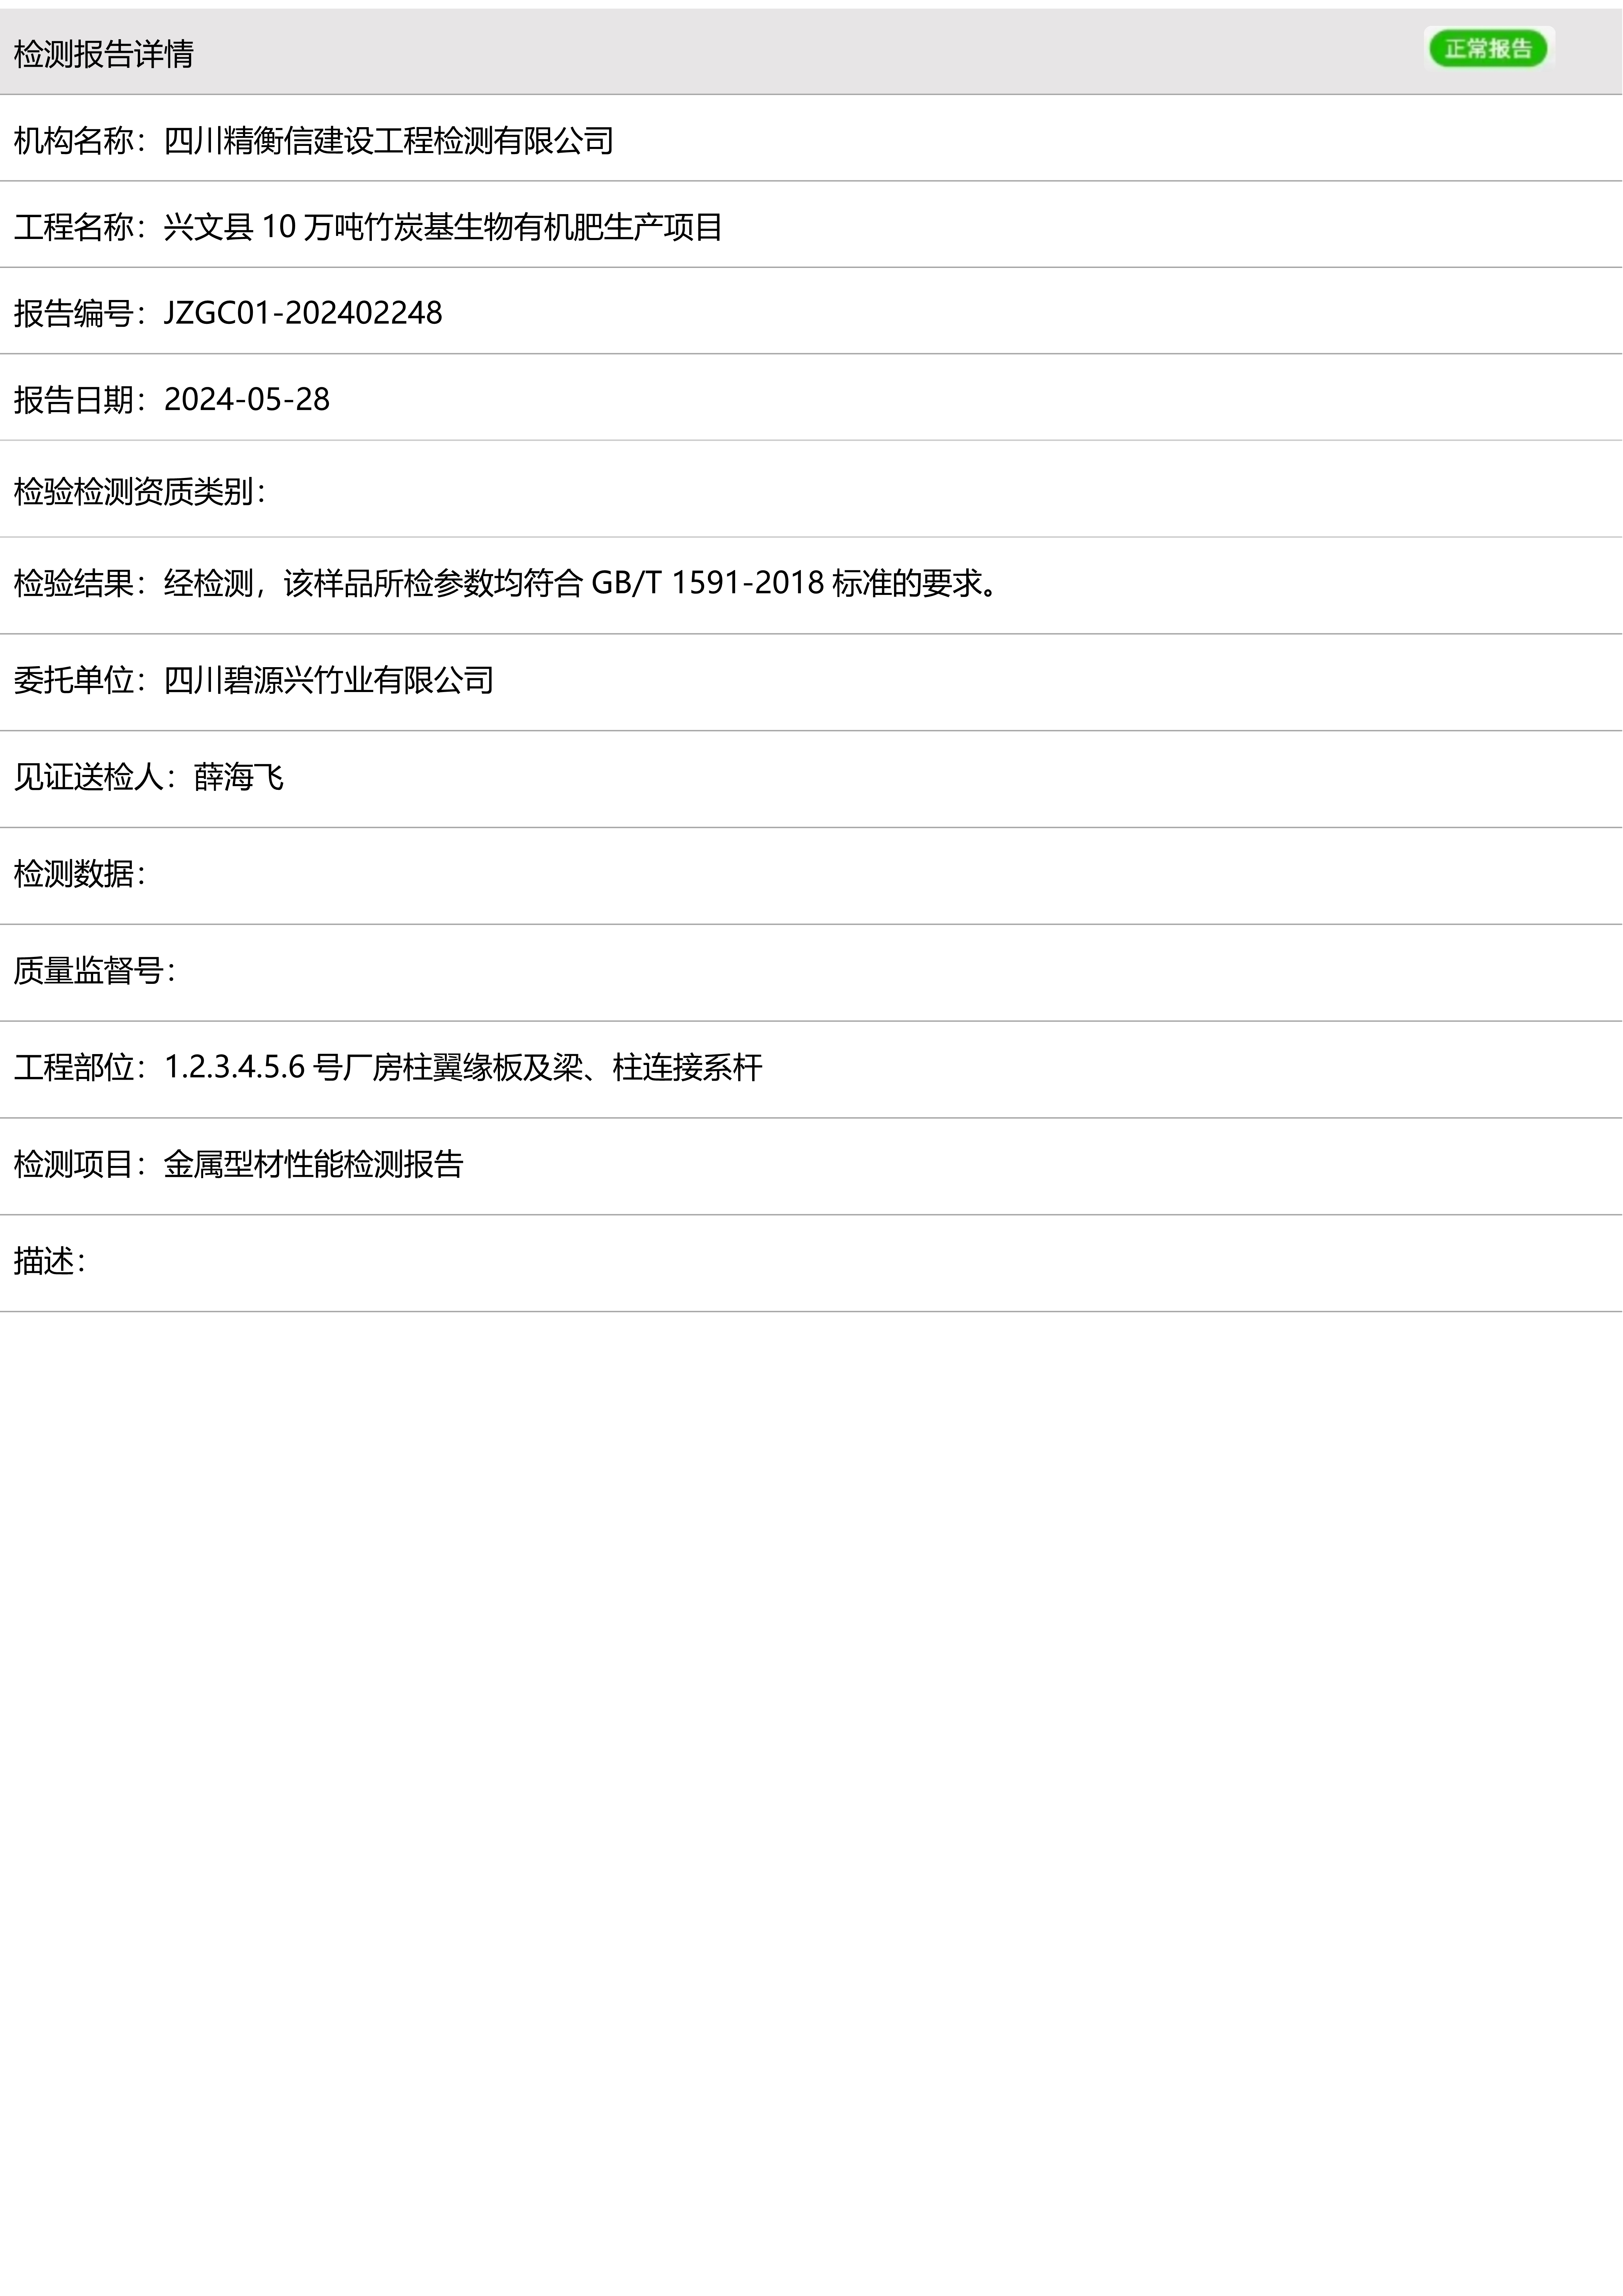 检测报告详情
正常报告
机构名称：四川精衡信建设工程检测有限公司
工程名称：兴文县 10 万吨竹炭基生物有机肥生产项目
报告编号：JZGC01-202402248
报告日期：2024-05-28
检验检测资质类别：
检验结果：经检测，该样品所检参数均符合 GB/T 1591-2018 标准的要求。
委托单位：四川碧源兴竹业有限公司
见证送检人：薛海飞
检测数据：
质量监督号：
工程部位：1.2.3.4.5.6 号厂房柱翼缘板及梁、柱连接系杆
检测项目：金属型材性能检测报告
描述：